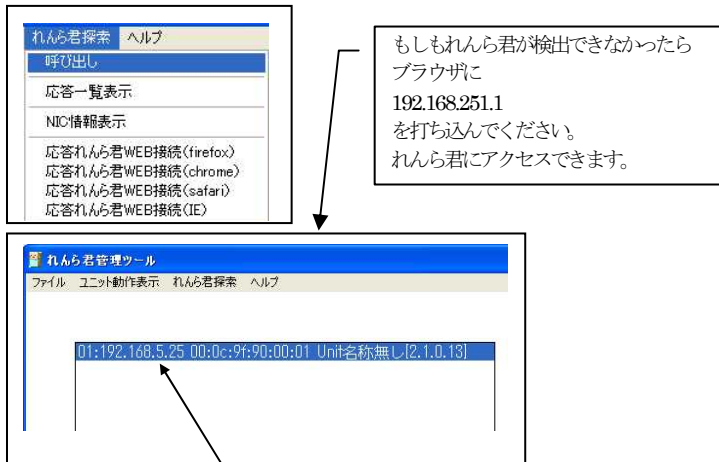 れんら君探索 ヘルプ
呼び出し
応答一覧表示
NIC情報表示
応答れんら君WEB接続(firefox)
応答れんら君WEB接続(chrome)
応答れんら君WEB接続(safari)
応答れんら君WEB接続(IE)
もしもれんら君が検出できなかったら
ブラウザに
192.168.251.1
を打ち込んでください。
れんら君にアクセスできます。
れんら君管理ツール
ファイル ユニット動作表示 れんら君探索 ヘルプ
01:192.168.5.25 00:0c:9f:90:00:01 Unit名称無し[2.1.0.13]